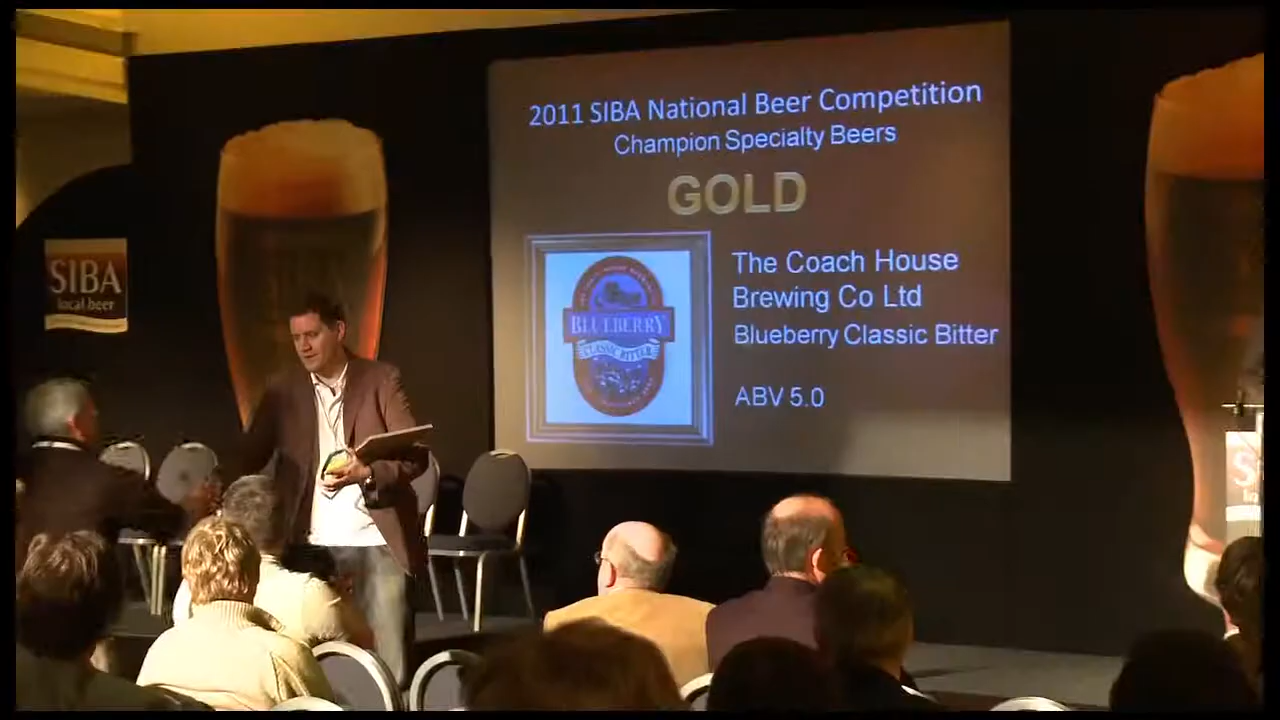 2011 SIBA National Beer Competition
Champion Specialty Beers
GOLD
The Coach House
Brewing Co Ltd
Blueberry Classic Bitter
ABV 5.0
BLUEBERRY
CLASSIC BITTER
SIBA
local beer
S
lo